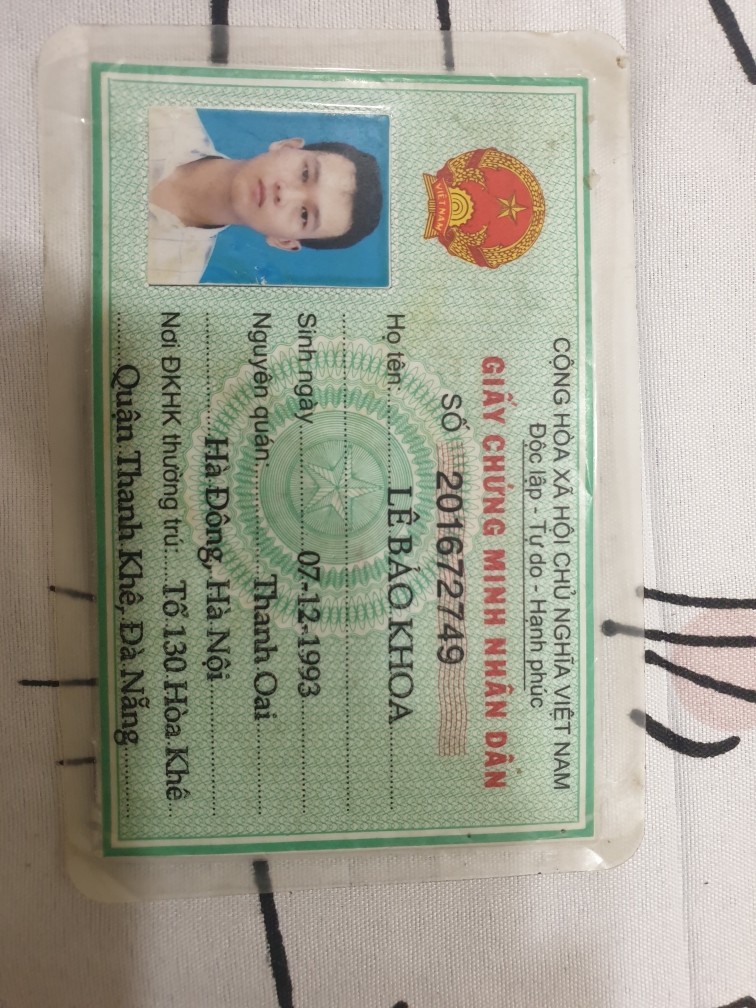 CỘNG HÒA XÃ HỘI CHỦ NGHĨA VIỆT NAM
Độc lập - Tự do - Hạnh phúc
GIẤY CHỨNG MINH NHÂN DÂN
SỐ 201672749
Họ tên: LÊ BẢO KHOA
Sinh ngày 07-12-1993
Nguyên quán: Thanh Oai
Hà Đông, Hà Nội
Nơi ĐKHK thường trú: Tổ 130 Hòa Khê
Quận Thanh Khê, Đà Nẵng
VIỆT NAM